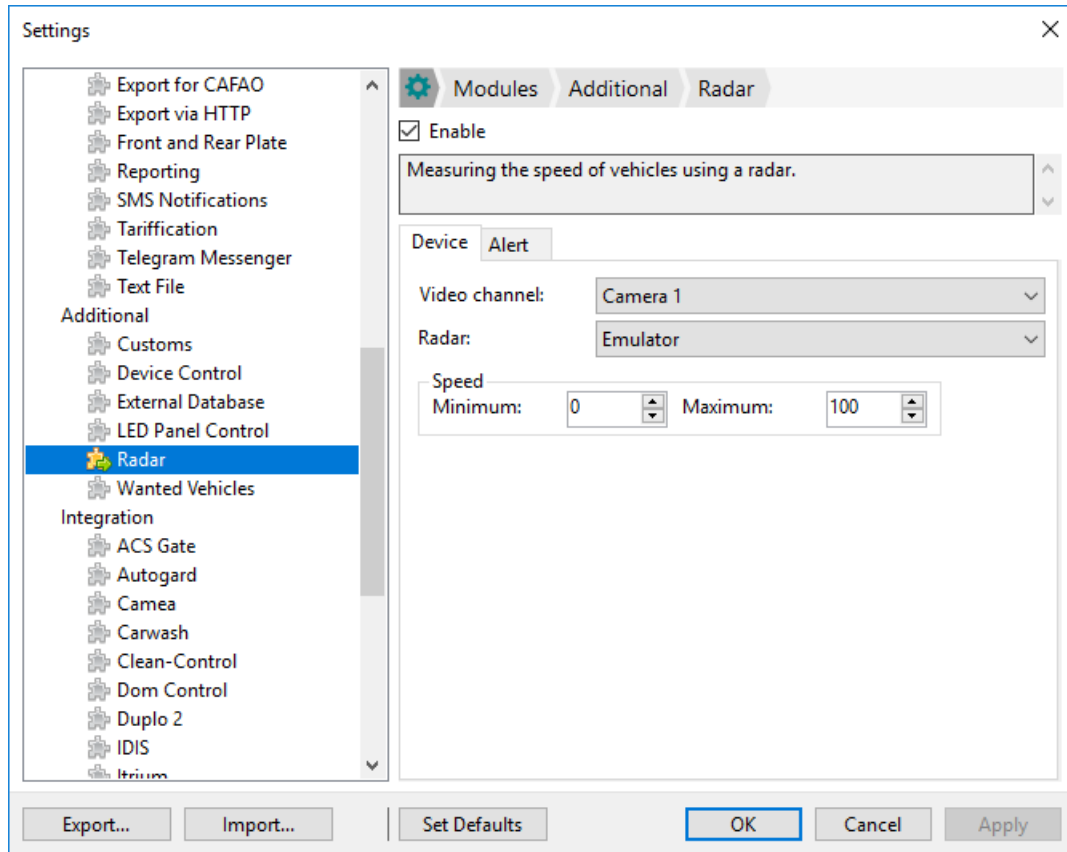 Settings
Export for CAFAO
Export via HTTP
Front and Rear Plate
Reporting
SMS Notifications
Tariffication
Telegram Messenger
Text File
Additional
Customs
Device Control
External Database
LED Panel Control
Radar
Wanted Vehicles
Integration
ACS Gate
Autogard
Camea
Carwash
Clean-Control
Dom Control
Duplo 2
IDIS
Itrium
Modules Additional Radar
Enable
Measuring the speed of vehicles using a radar.
Device Alert
Video channel: Camera 1
Radar: Emulator
Speed
Minimum: 0 Maximum: 100
Export... Import... Set Defaults OK Cancel Apply